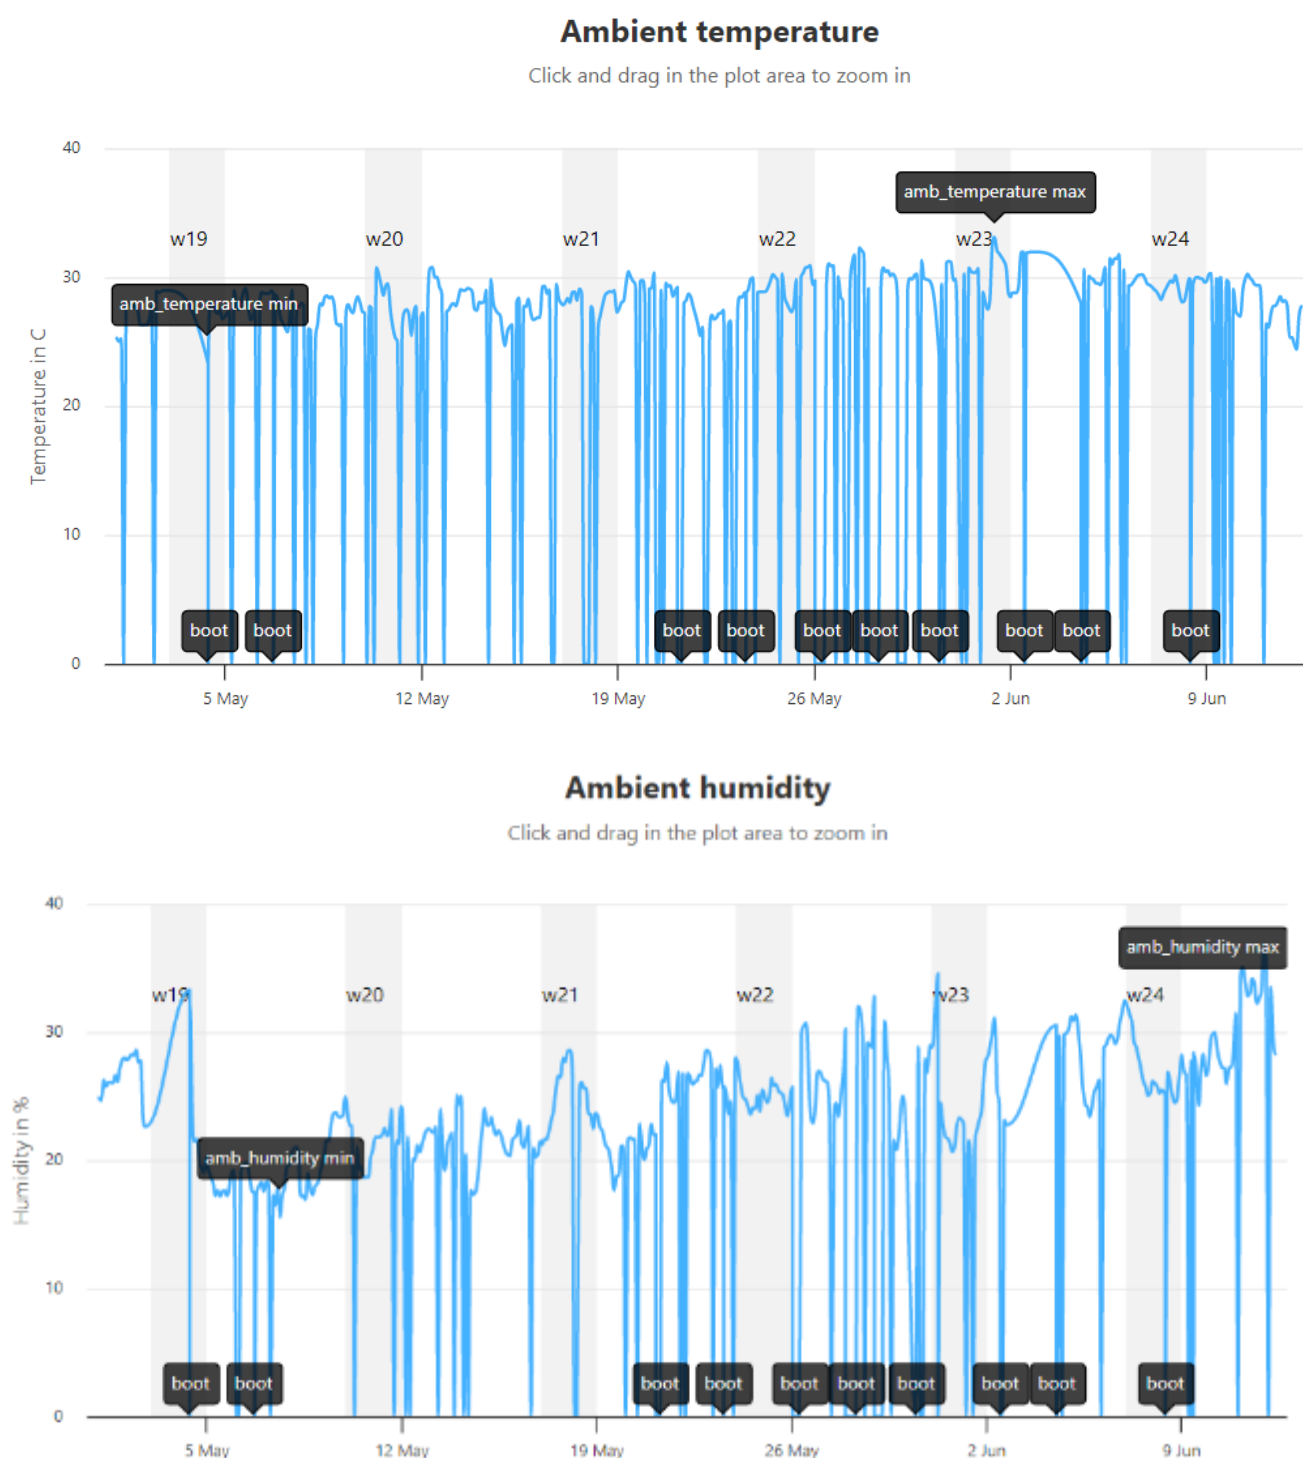 Ambient temperature
Click and drag in the plot area to zoom in
40
amb_temperature max
w19 w20 w21 w22 w23 w24
30
amb_temperature min
Temperature in C
20
10
boot boot boot boot boot boot boot boot boot boot
0
5 May 12 May 19 May 26 May 2 Jun 9 Jun
Ambient humidity
Click and drag in the plot area to zoom in
40
amb_humidity max
w19 w20 w21 w22 w23 w24
30
Humidity in %
20
amb_humidity min
10
boot boot boot boot boot boot boot boot boot boot
0
5 May 12 May 19 May 26 May 2 Jun 9 Jun